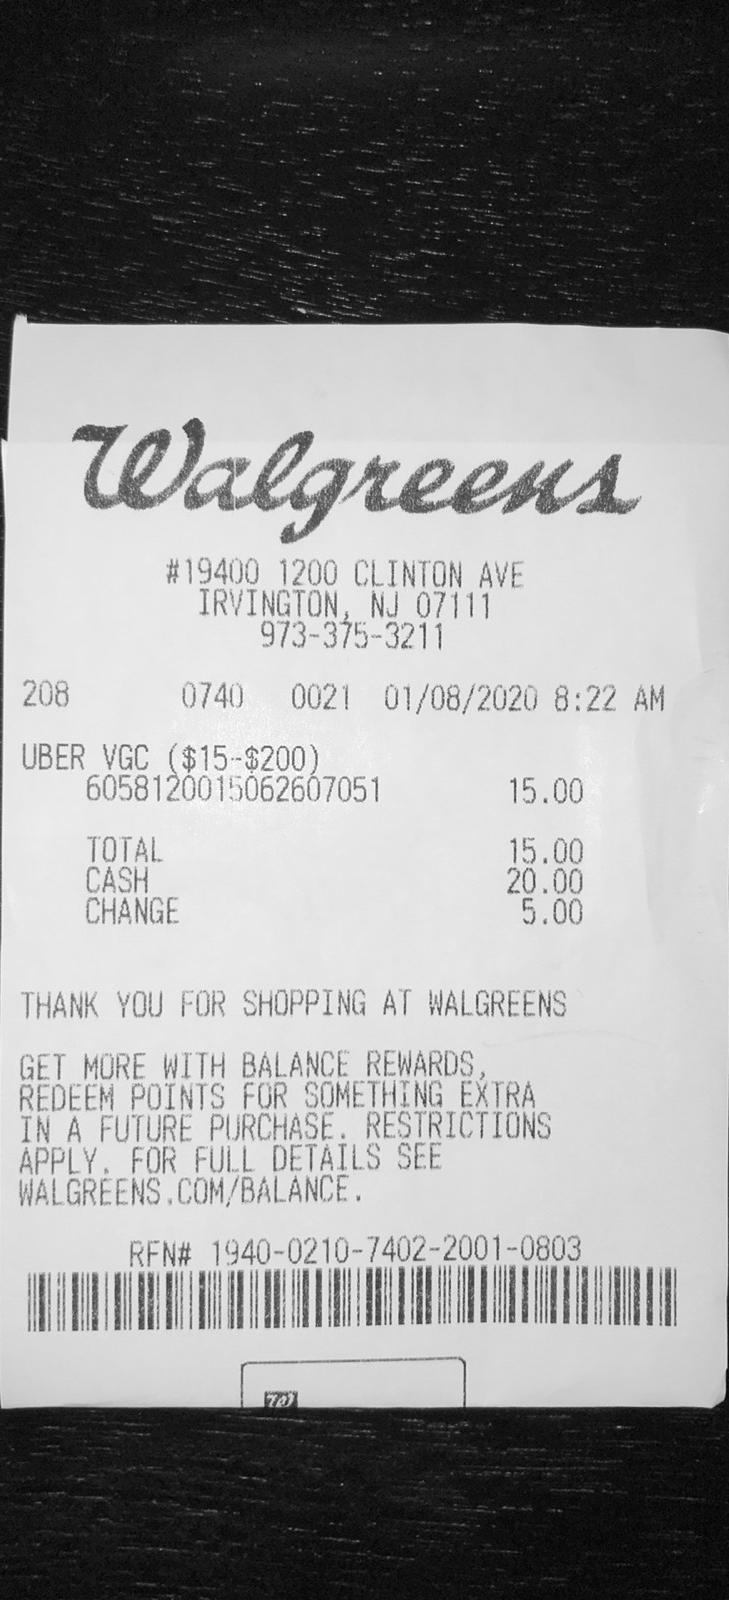 Walgreens
#19400 1200 CLINTON AVE
IRVINGTON, NJ 07111
973-375-3211
208 0740 0021 01/08/2020 8:22 AM
UBER VGC ($15-$200)
6058120015062607051 15.00
TOTAL 15.00
CASH 20.00
CHANGE 5.00
THANK YOU FOR SHOPPING AT WALGREENS
GET MORE WITH BALANCE REWARDS,
REDEEM POINTS FOR SOMETHING EXTRA
IN A FUTURE PURCHASE. RESTRICTIONS
APPLY. FOR FULL DETAILS SEE
WALGREENS.COM/BALANCE.
RFN# 1940-0210-7402-2001-0803